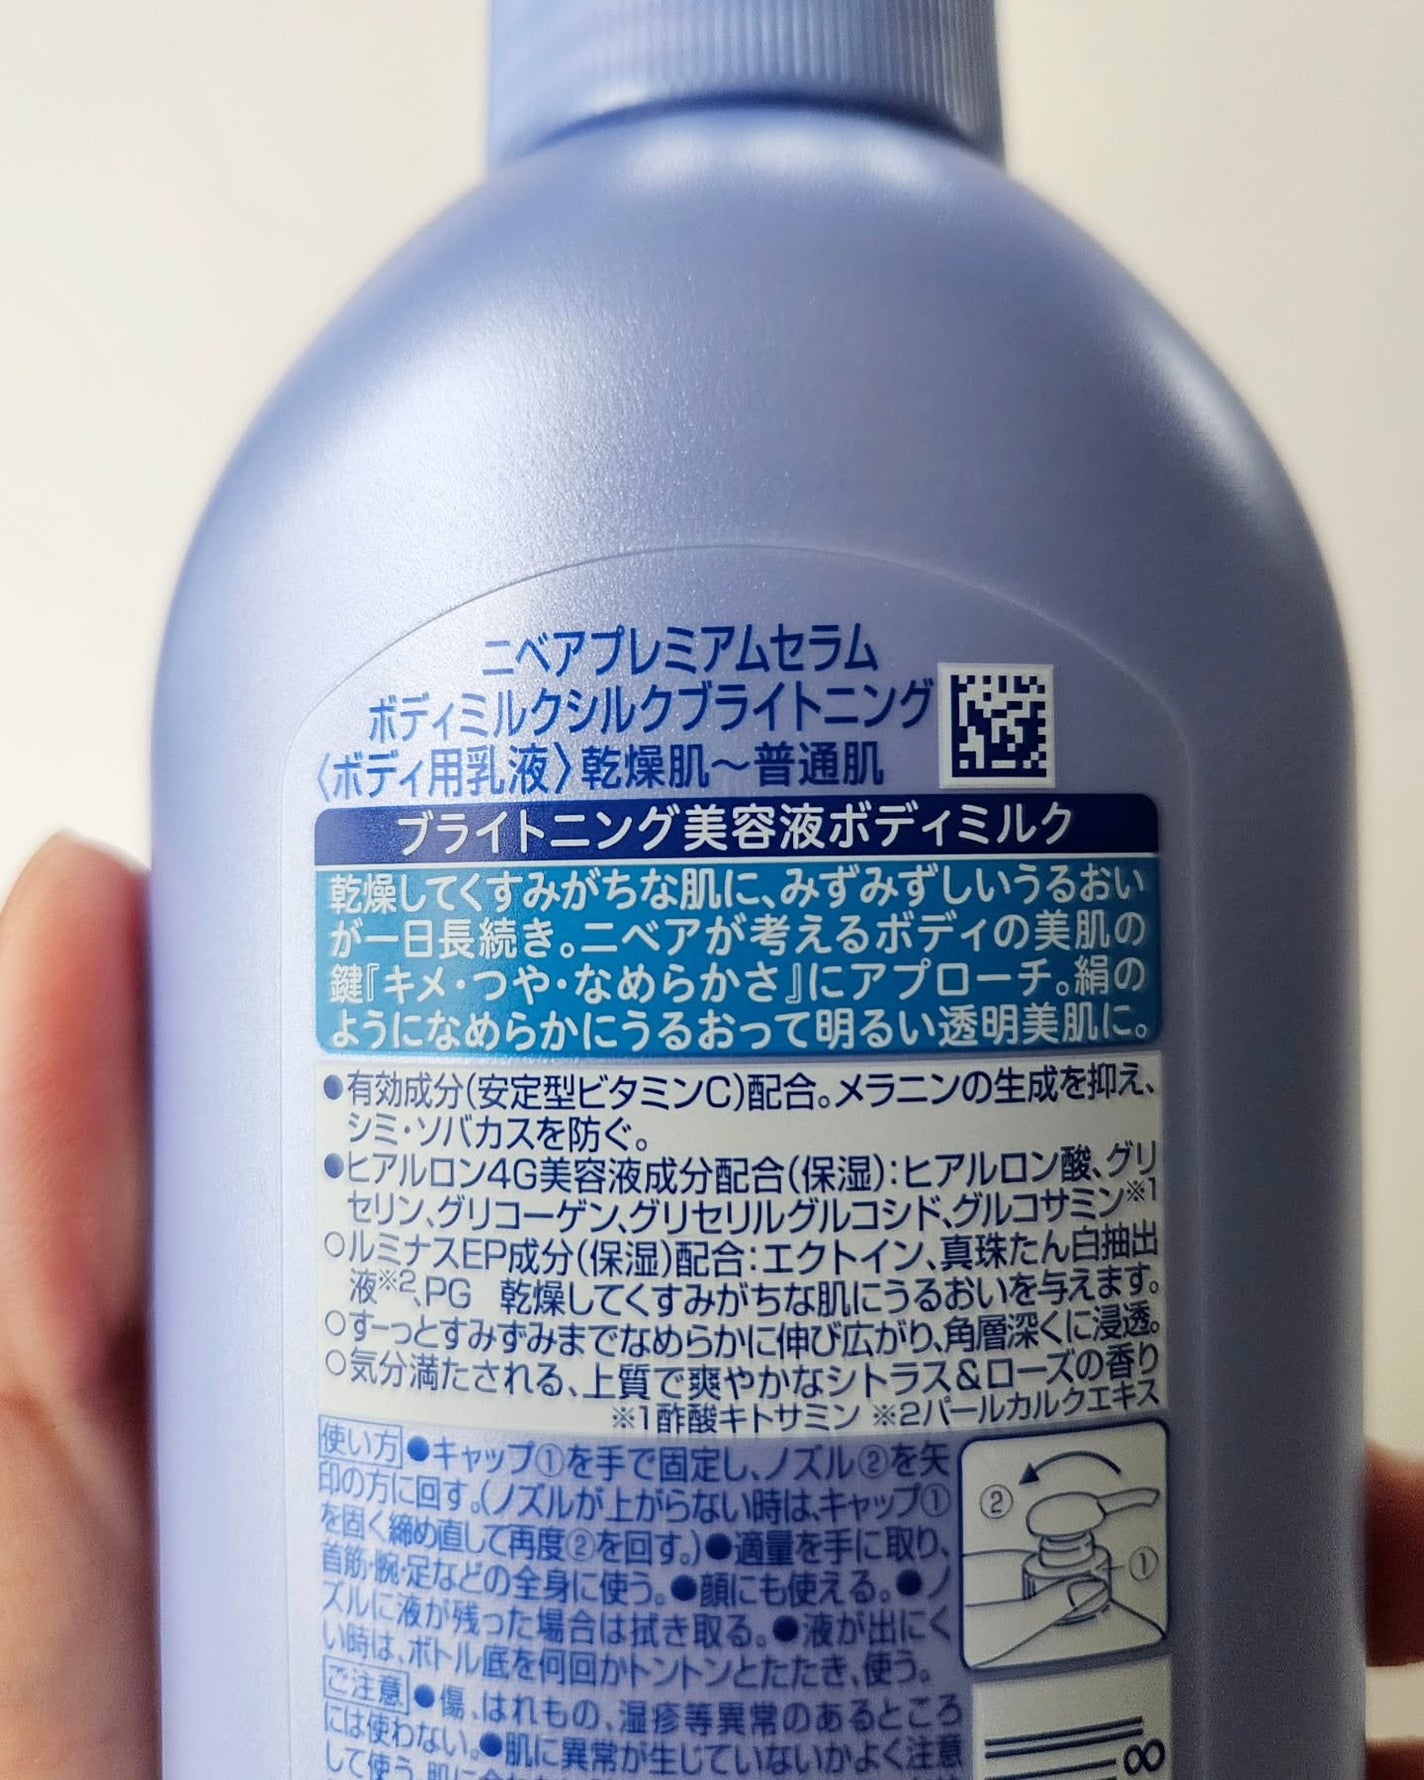 ニベアプレミアムセラム
ボディミルクシルクブライトニング
〈ボディ用乳液〉乾燥肌～普通肌
ブライトニング美容液ボディミルク
乾燥してくすみがちな肌に、みずみずしいうるおい
が一日長続き。ニベアが考えるボディの美肌の
鍵『キメ・つや・なめらかさ』にアプローチ。絹の
ようになめらかにうるおって明るい透明美肌に。
●有効成分(安定型ビタミンC)配合。メラニンの生成を抑え、
シミ・ソバカスを防ぐ。
●ヒアルロン4G美容液成分配合(保湿):ヒアルロン酸、グリ
セリン、グリコーゲン、グリセリルグルコシド、グルコサミン※1
○ルミナスEP成分(保湿)配合:エクトイン、真珠たん白抽出
液※2、PG 乾燥してくすみがちな肌にうるおいを与えます。
○すーっとすみずみまでなめらかに伸び広がり、角層深くに浸透。
○気分満たされる、上質で爽やかなシトラス&ローズの香り
※1酢酸キトサミン ※2パールカルクエキス
使い方●キャップ①を手で固定し、ノズル②を矢
印の方に回す。(ノズルが上がらない時は、キャップ①
を固く締め直して再度②を回す。)●適量を手に取り、
首筋・腕・足などの全身に使う。●顔にも使える。●ノ
ズルに液が残った場合は拭き取る。●液が出にく
い時は、ボトル底を何回かトントンとたたき、使う。
②
①
ご注意●傷、はれもの、湿疹等異常のあるところ
には使わない。●肌に異常が生じていないかよく注意
して使う。
8